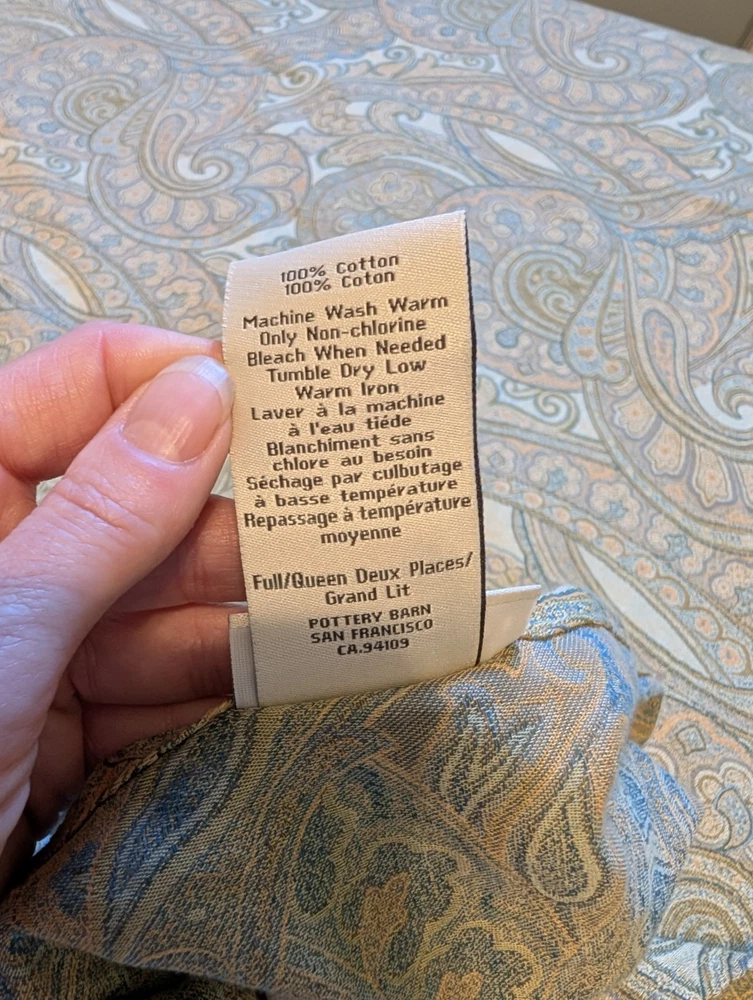 100% Cotton
100% Coton
Machine Wash Warm
Only Non-chlorine
Bleach When Needed
Tumble Dry Low
Warm Iron
Laver à la machine
à l'eau tiéde
Blanchiment sans
chlore au besoin
Séchage par culbutage
à basse température
Repassage à température
moyenne
Full/Queen Deux Places/
Grand Lit
POTTERY BARN
SAN FRANCISCO
CA.94109